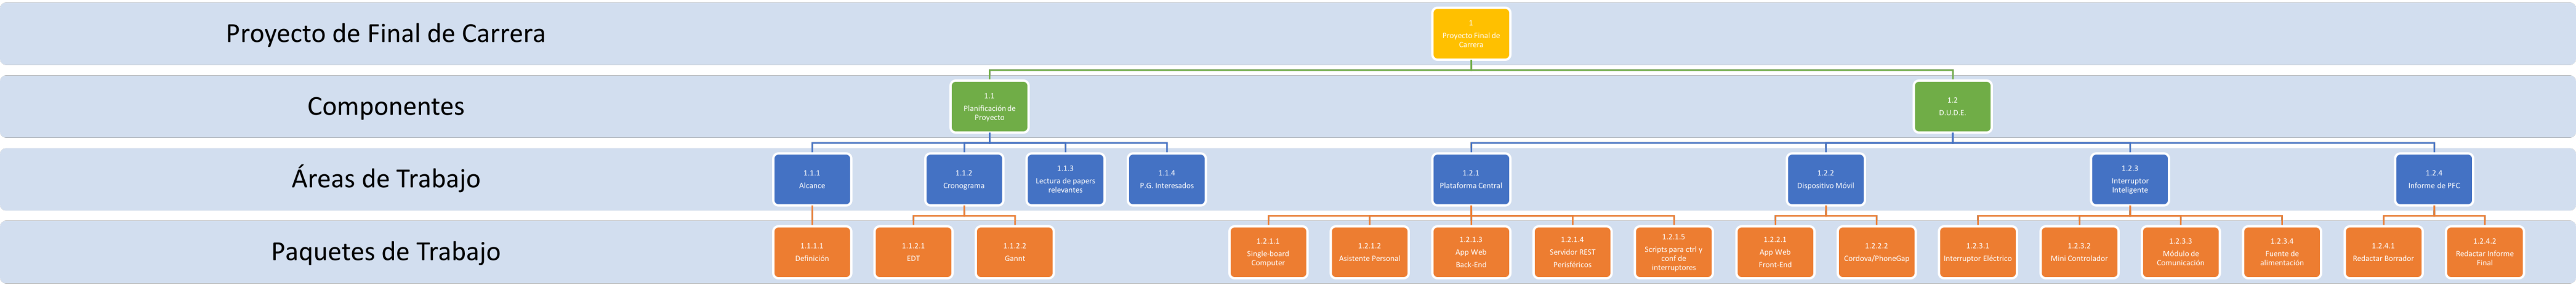 Proyecto de Final de Carrera
1
Proyecto Final de
Carrera
Componentes
1.1
Planificación de
Proyecto
1.2
D.U.D.E.
Áreas de Trabajo
1.1.1
Alcance
1.1.2
Cronograma
1.1.3
Lectura de papers
relevantes
1.1.4
P.G. Interesados
1.2.1
Plataforma Central
1.2.2
Dispositivo Móvil
1.2.3
Interruptor
Inteligente
1.2.4
Informe de PFC
Paquetes de Trabajo
1.1.1.1
Definición
1.1.2.1
EDT
1.1.2.2
Gannt
1.2.1.1
Single-board
Computer
1.2.1.2
Asistente Personal
1.2.1.3
App Web
Back-End
1.2.1.4
Servidor REST
Perisféricos
1.2.1.5
Scripts para ctrl y
conf de
interruptores
1.2.2.1
App Web
Front-End
1.2.2.2
Cordova/PhoneGap
1.2.3.1
Interruptor Eléctrico
1.2.3.2
Mini Controlador
1.2.3.3
Módulo de
Comunicación
1.2.3.4
Fuente de
alimentación
1.2.4.1
Redactar Borrador
1.2.4.2
Redactar Informe
Final